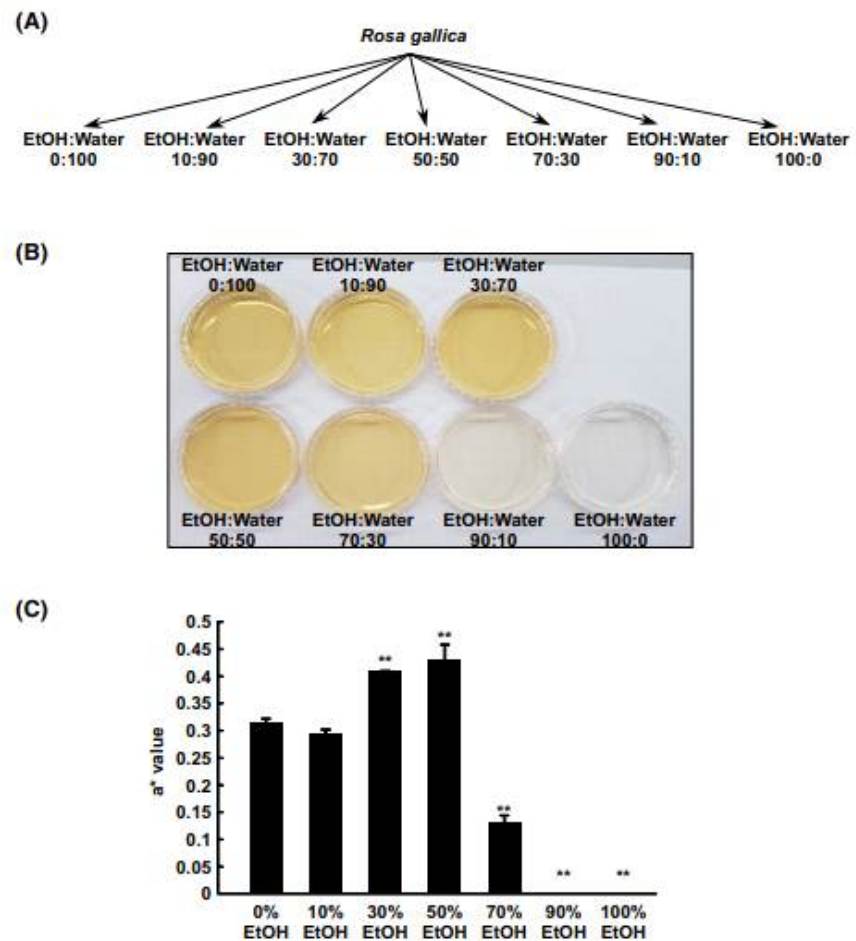 (A)
Rosa gallica
EtOH:Water EtOH:Water EtOH:Water EtOH:Water EtOH:Water EtOH:Water EtOH:Water
0:100 10:90 30:70 50:50 70:30 90:10 100:0
(B)
EtOH:Water EtOH:Water EtOH:Water
0:100 10:90 30:70
EtOH:Water EtOH:Water EtOH:Water EtOH:Water
50:50 70:30 90:10 100:0
(C)
a* value
0.5
0.45
0.4
0.35
0.3
0.25
0.2
0.15
0.1
0.05
0
** ** ** ** **
0% 10% 30% 50% 70% 90% 100%
EtOH EtOH EtOH EtOH EtOH EtOH EtOH